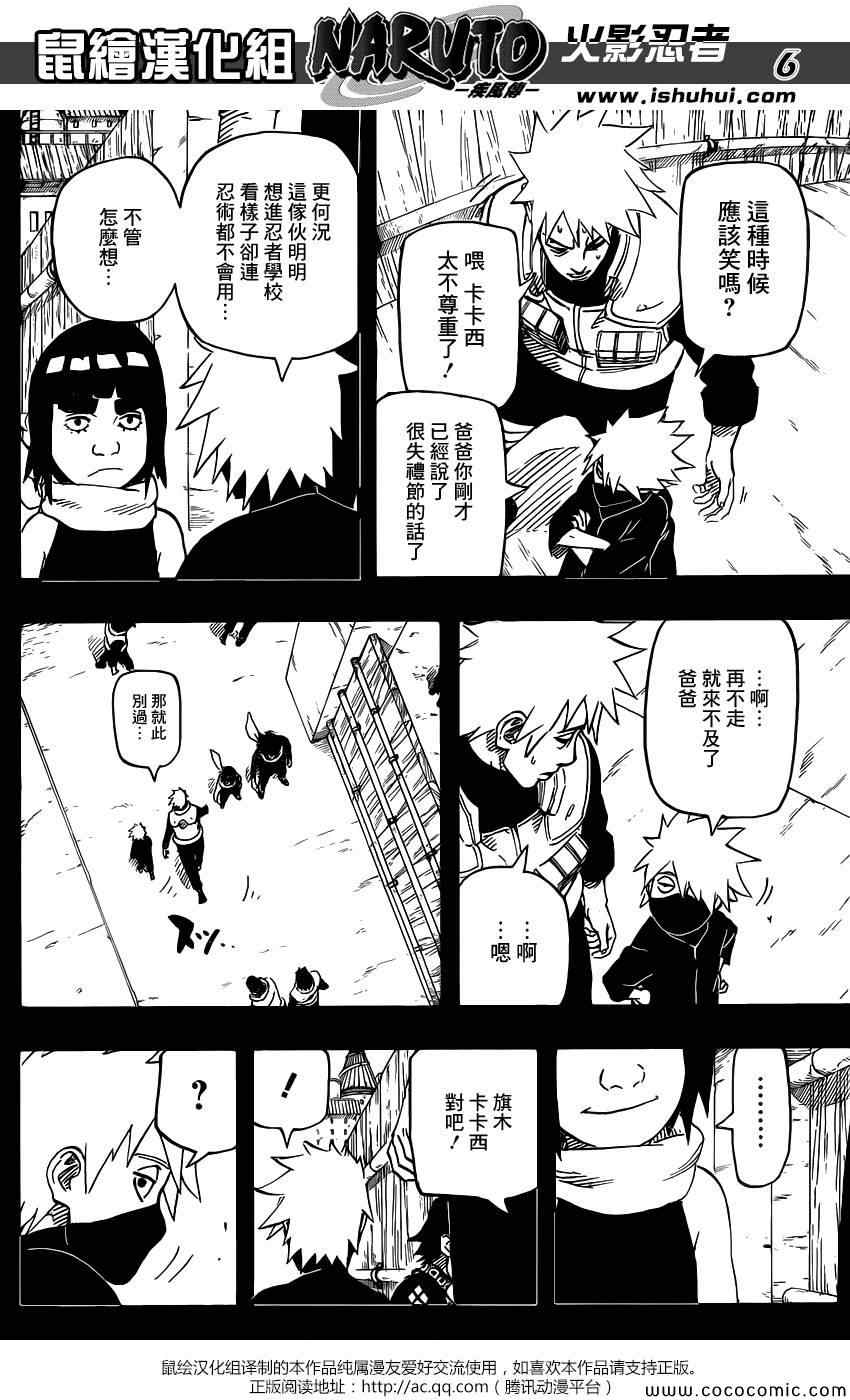 鼠繪漢化組
NARUTO
-疾風傳-
火影忍者
6
www.ishuhui.com
這種時候
應該笑嗎?
喂 卡卡西
太不尊重了!
爸爸你剛才
已經說了
很失禮節的話了
更何況
這傢伙明明
想進忍者學校
看樣子卻連
忍術都不會用…
不管
怎麼想…
…啊…
再不走
就來不及了
爸爸
…啊
…嗯
那就此
別過…
ズッ…
………
旗木
卡卡西
對吧!
!
?
鼠绘汉化组译制的本作品纯属漫友爱好交流使用，如喜欢本作品请支持正版。
正版阅读地址：http://ac.qq.com（腾讯动漫平台）
www.cococomic.com